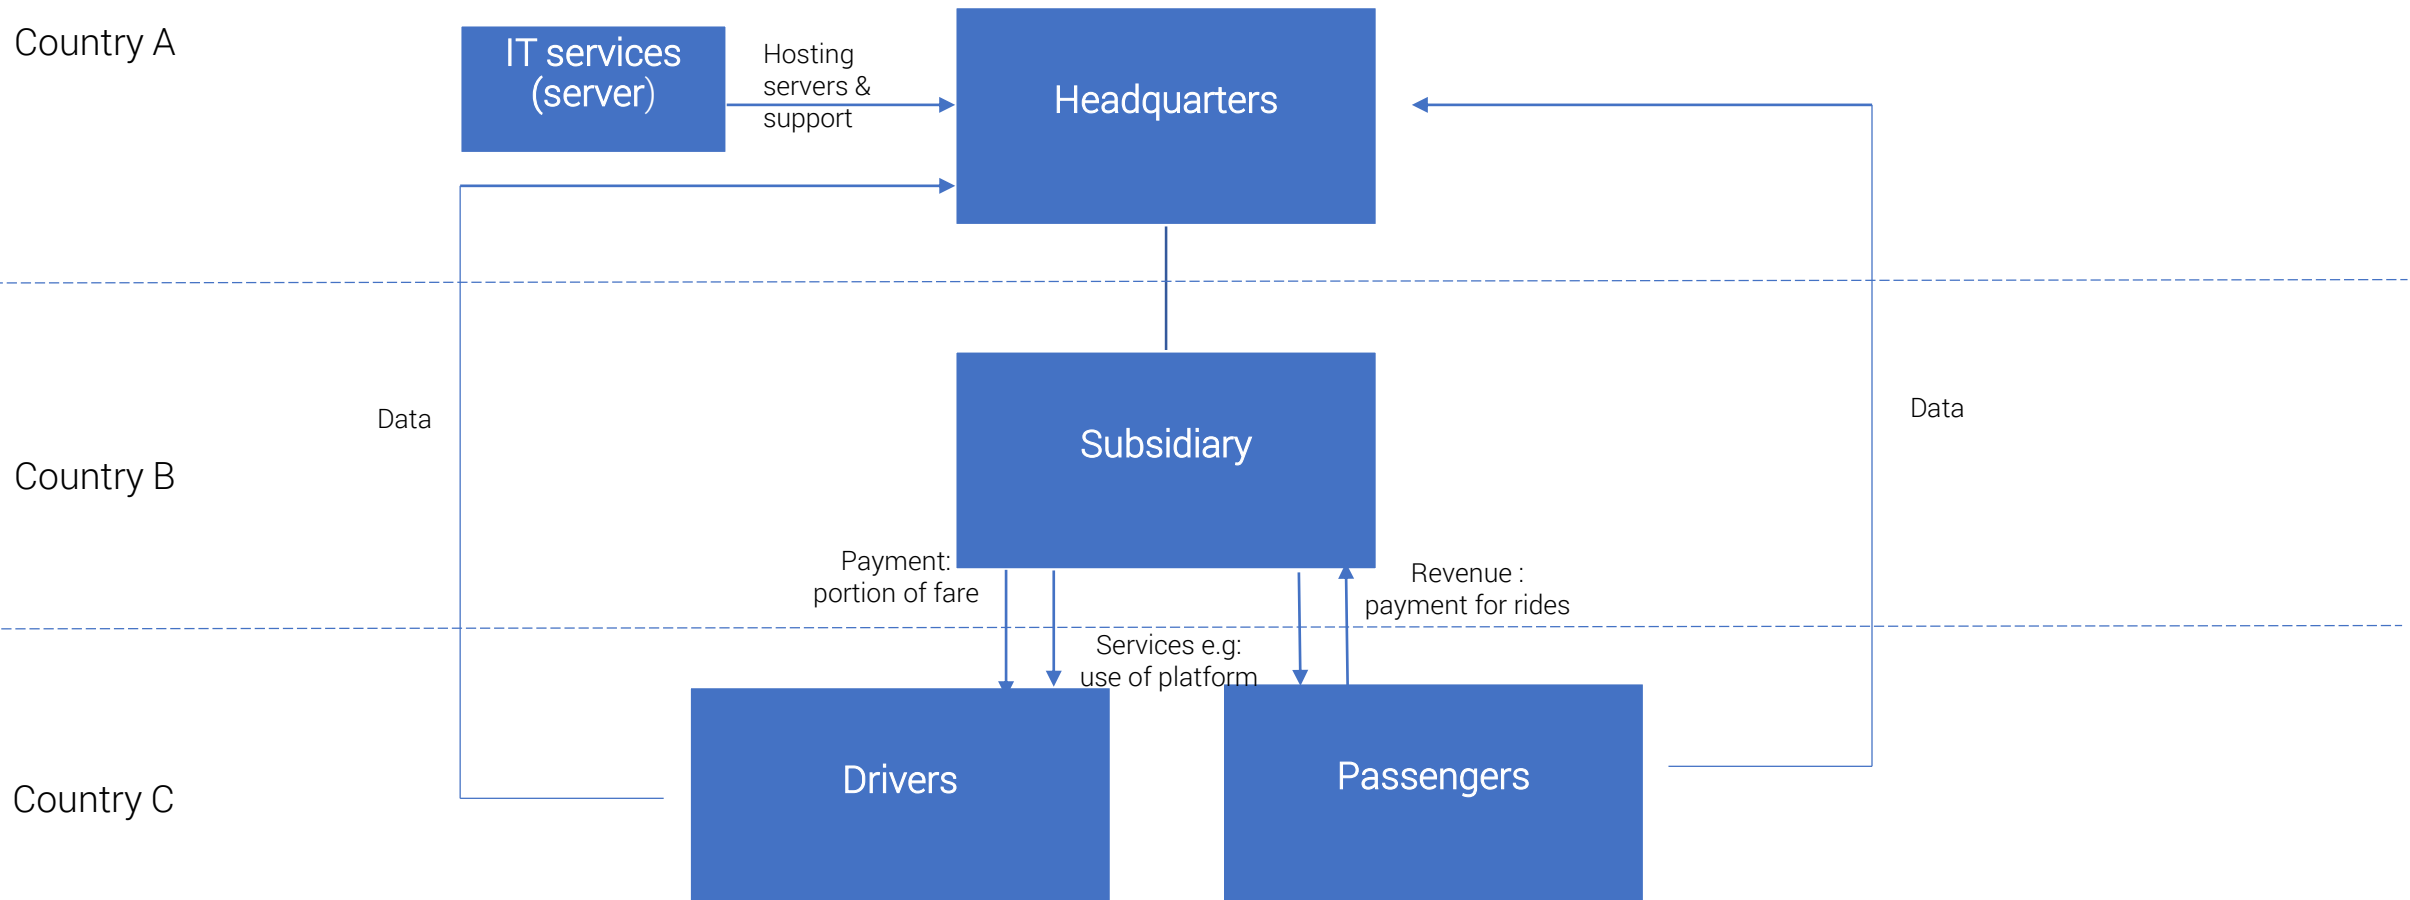 Country A
IT services
(server)
Hosting
servers &
support
Headquarters
Country B
Data
Subsidiary
Data
Payment:
portion of fare
Revenue :
payment for rides
Services e.g:
use of platform
Country C
Drivers
Passengers